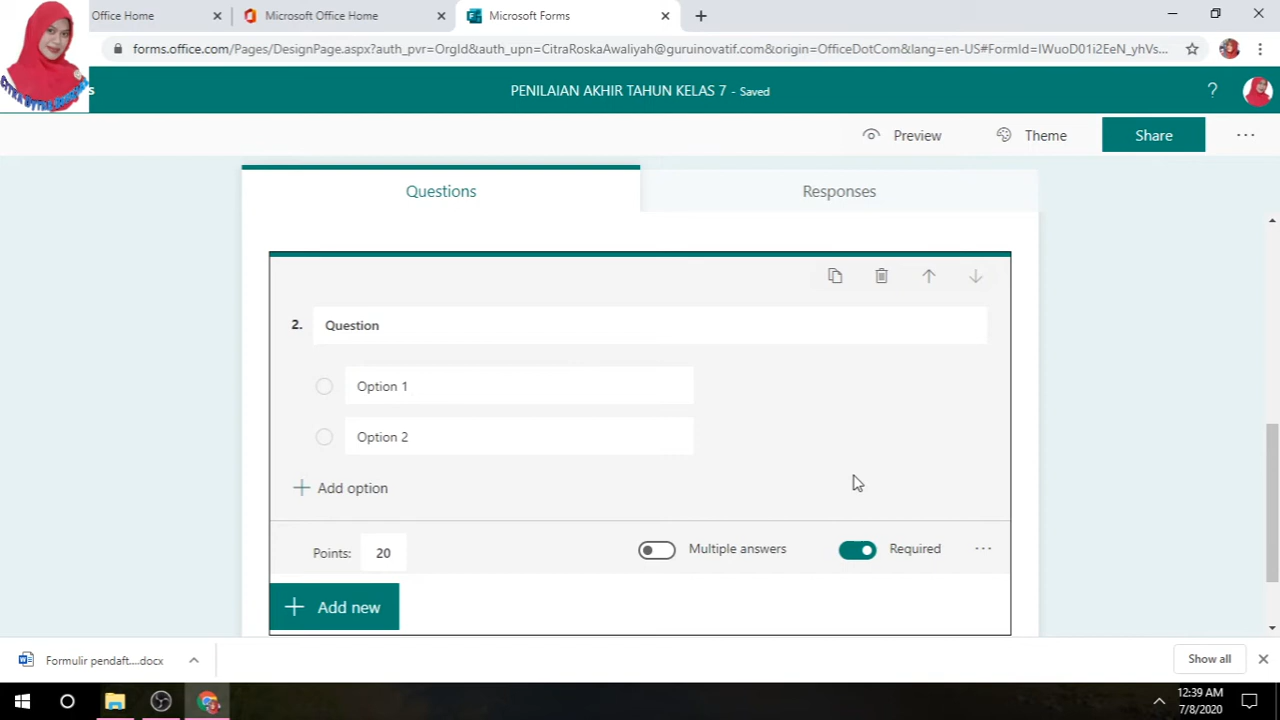 Office Home
Microsoft Office Home
Microsoft Forms
forms.office.com/Pages/DesignPage.aspx?auth_pvr=OrgId&auth_upn=CitraRoskaAwaliyah@guruinovatif.com&origin=OfficeDotCom&lang=en-US#FormId=IWuoD01i2EeN_yhVs...
PENILAIAN AKHIR TAHUN KELAS 7 - Saved
?
Preview
Theme
Share
...
Questions
Responses
2. Question
Option 1
Option 2
Add option
Points: 20
Multiple answers
Required
...
Add new
Formulir pendaft....docx
Show all
12:39 AM
7/8/2020